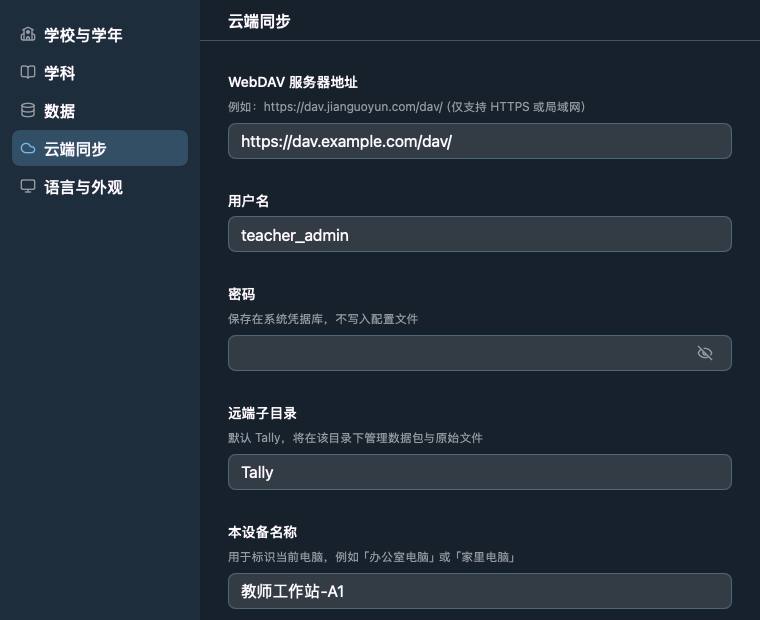 学校与学年
学科
数据
云端同步
语言与外观
云端同步
WebDAV 服务器地址
例如：https://dav.jianguoyun.com/dav/ (仅支持 HTTPS 或局域网)
https://dav.example.com/dav/
用户名
teacher_admin
密码
保存在系统凭据库，不写入配置文件
远端子目录
默认 Tally，将在该目录下管理数据包与原始文件
Tally
本设备名称
用于标识当前电脑，例如「办公室电脑」或「家里电脑」
教师工作站-A1